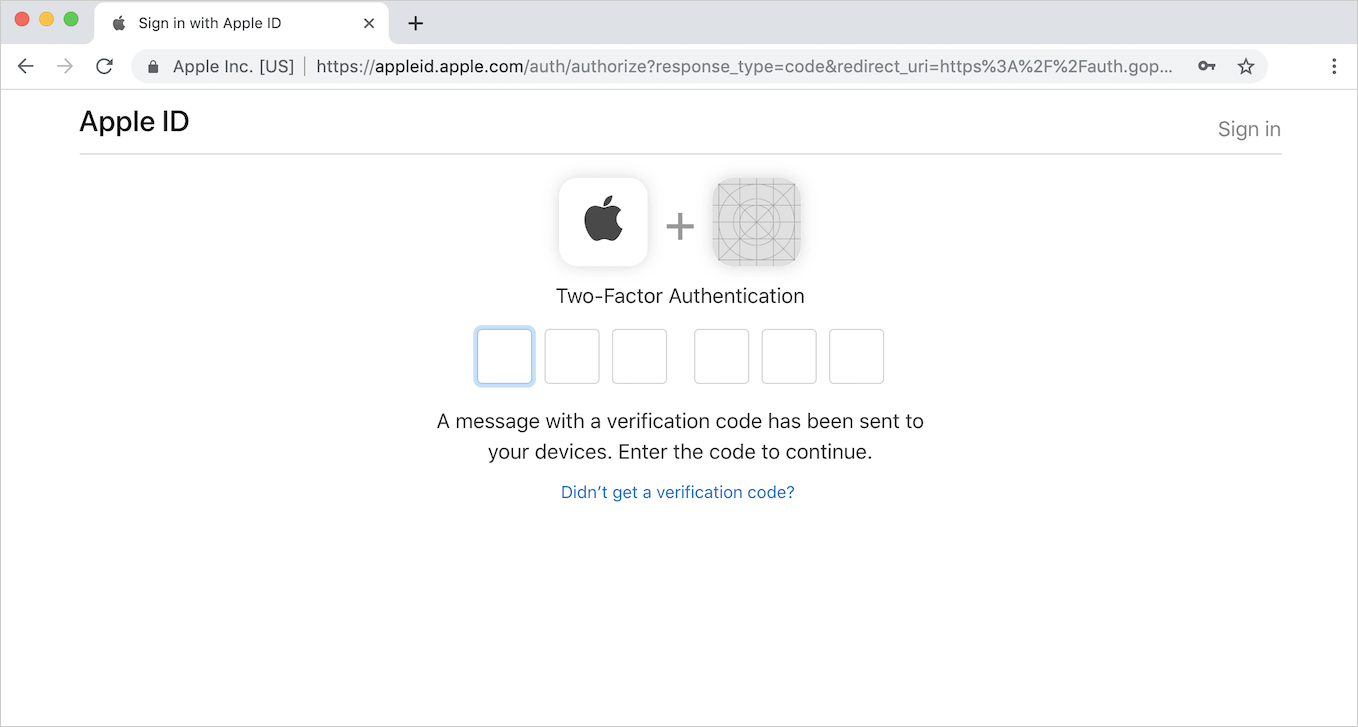 Sign in with Apple ID
Apple Inc. [US] https://appleid.apple.com/auth/authorize?response_type=code&redirect_uri=https%3A%2F%2Fauth.gop...
Apple ID
Sign in
Two-Factor Authentication
A message with a verification code has been sent to
your devices. Enter the code to continue.
Didn’t get a verification code?